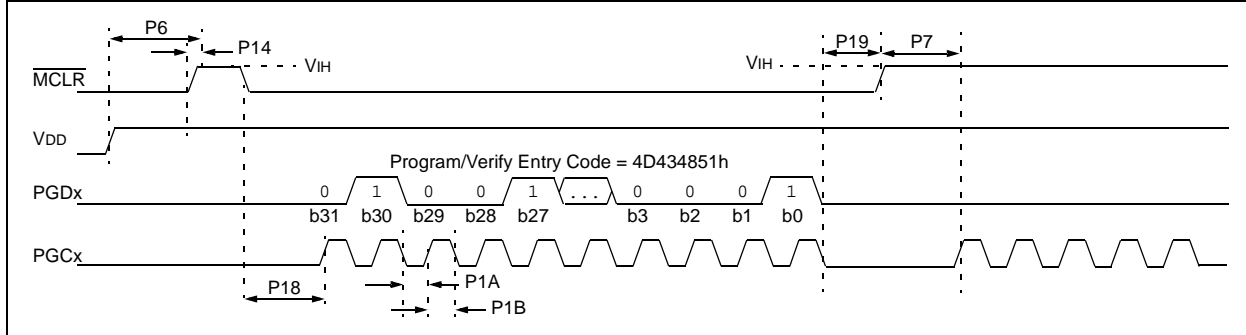 P6
P14
P19
P7
VIH
VIH
MCLR
VDD
Program/Verify Entry Code = 4D434851h
PGDx
0 1 0 0 1 ... 0 0 0 1
b31 b30 b29 b28 b27 b3 b2 b1 b0
PGCx
P18
P1A
P1B